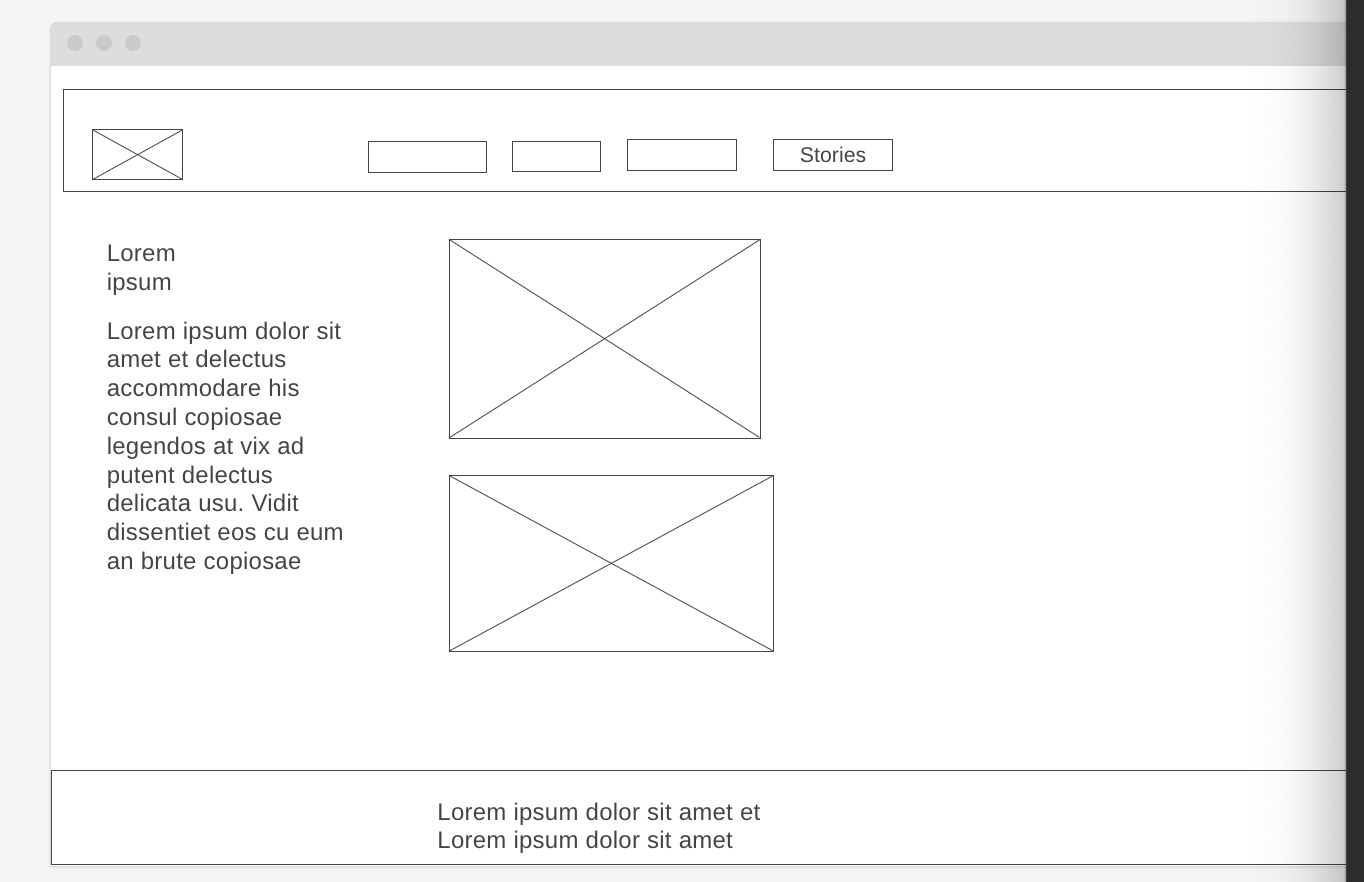 Stories
Lorem
ipsum
Lorem ipsum dolor sit
amet et delectus
accommodare his
consul copiosae
legendos at vix ad
putent delectus
delicata usu. Vidit
dissentiet eos cu eum
an brute copiosae
Lorem ipsum dolor sit amet et
Lorem ipsum dolor sit amet